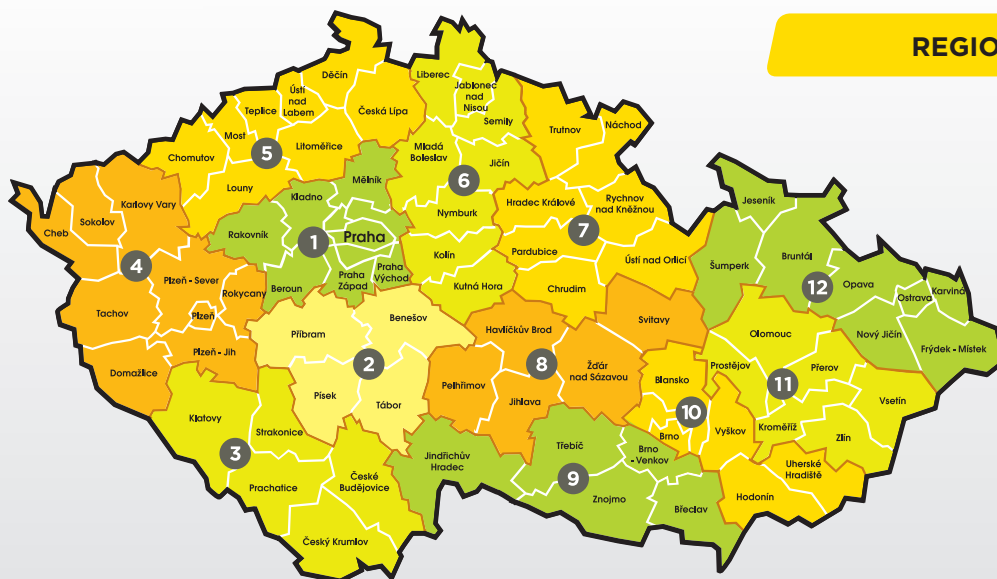 REGIO
Děčín
Liberec
Ústí
nad
Labem
Jablonec
nad
Nisou
Teplice
Česká Lípa
Semily
Trutnov
Náchod
Most
Litoměřice
Mladá
Boleslav
Jičín
Chomutov
5
6
Mělník
Louny
Kladno
Jeseník
Karlovy Vary
Hradec Králové
Rychnov
nad Kněžnou
Sokolov
Nymburk
Cheb
Rakovník
1
Praha
7
Bruntál
Pardubice
Kolín
Ústí nad Orlicí
Šumperk
4
Plzeň - Sever
Praha
Západ
Praha
Východ
Beroun
Rokycany
Kutná Hora
Chrudim
12
Opava
Ostrava
Karviná
Tachov
Plzeň
Benešov
Svitavy
Příbram
Havlíčkův Brod
Olomouc
Nový Jičín
Frýdek - Místek
Plzeň - Jih
Domažlice
2
8
Žďár
nad Sázavou
Prostějov
Přerov
Pelhřimov
Blansko
11
Písek
Tábor
Jihlava
Vsetín
Klatovy
10
Strakonice
Brno
Vyškov
Kroměříž
Zlín
3
Jindřichův
Hradec
Třebíč
Brno
- Venkov
Uherské
Hradiště
České
Budějovice
9
Prachatice
Znojmo
Hodonín
Břeclav
Český Krumlov